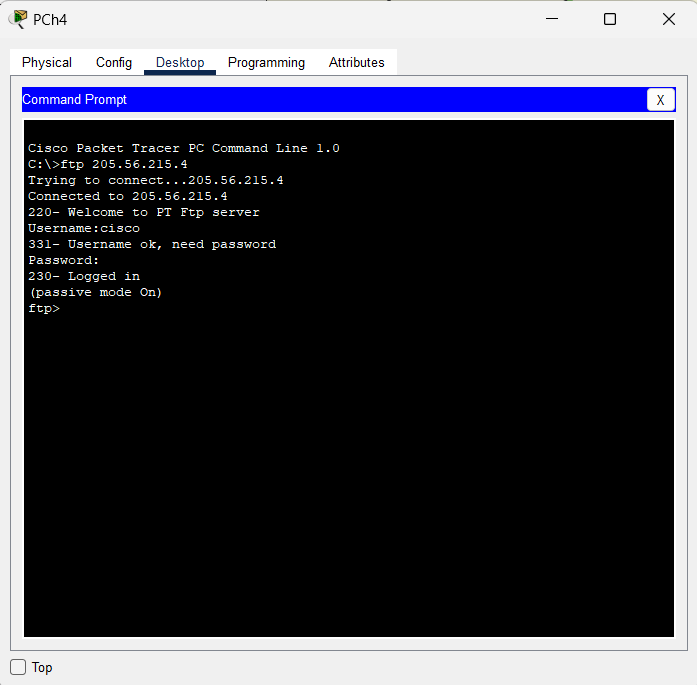 PCh4
Physical Config Desktop Programming Attributes
Command Prompt
X
Cisco Packet Tracer PC Command Line 1.0
C:\>ftp 205.56.215.4
Trying to connect...205.56.215.4
Connected to 205.56.215.4
220- Welcome to PT Ftp server
Username:cisco
331- Username ok, need password
Password:
230- Logged in
(passive mode On)
ftp>
Top